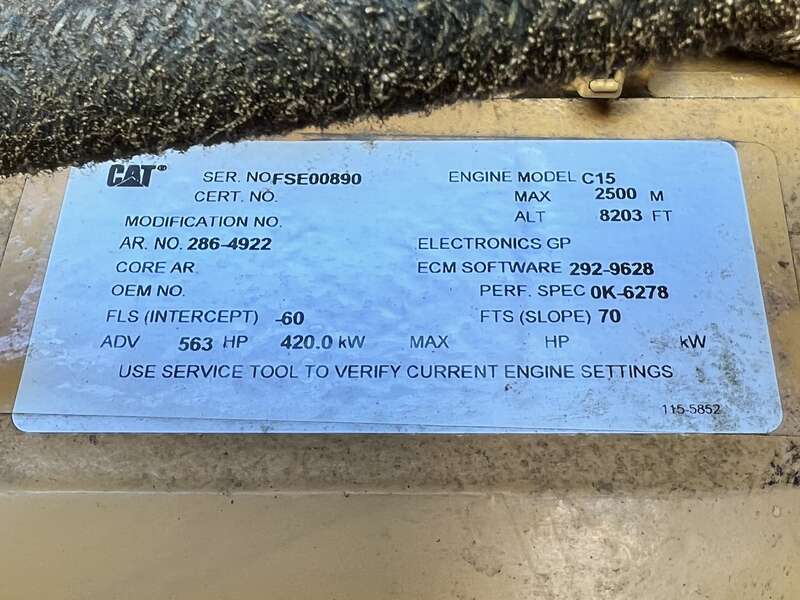 CAT® SER. NO. FSE00890 ENGINE MODEL C15
CERT. NO. MAX 2500 M
MODIFICATION NO. ALT 8203 FT
AR. NO. 286-4922 ELECTRONICS GP
CORE AR. ECM SOFTWARE 292-9628
OEM NO. PERF. SPEC 0K-6278
FLS (INTERCEPT) -60 FTS (SLOPE) 70
ADV 563 HP 420.0 kW MAX HP kW
USE SERVICE TOOL TO VERIFY CURRENT ENGINE SETTINGS
115-5852